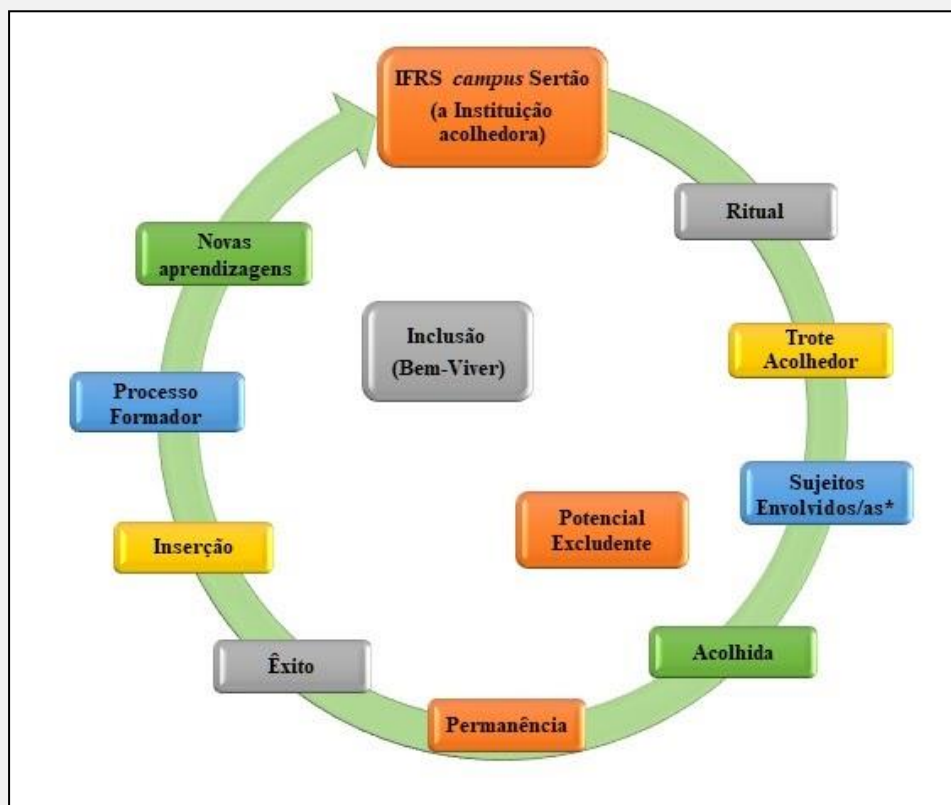 IFRS campus Sertão
(a Instituição
acolhedora)
Ritual
Trote
Acolhedor
Sujeitos
Envolvidos/as*
Acolhida
Permanência
Êxito
Inserção
Processo
Formador
Novas
aprendizagens
Inclusão
(Bem-Viver)
Potencial
Excludente